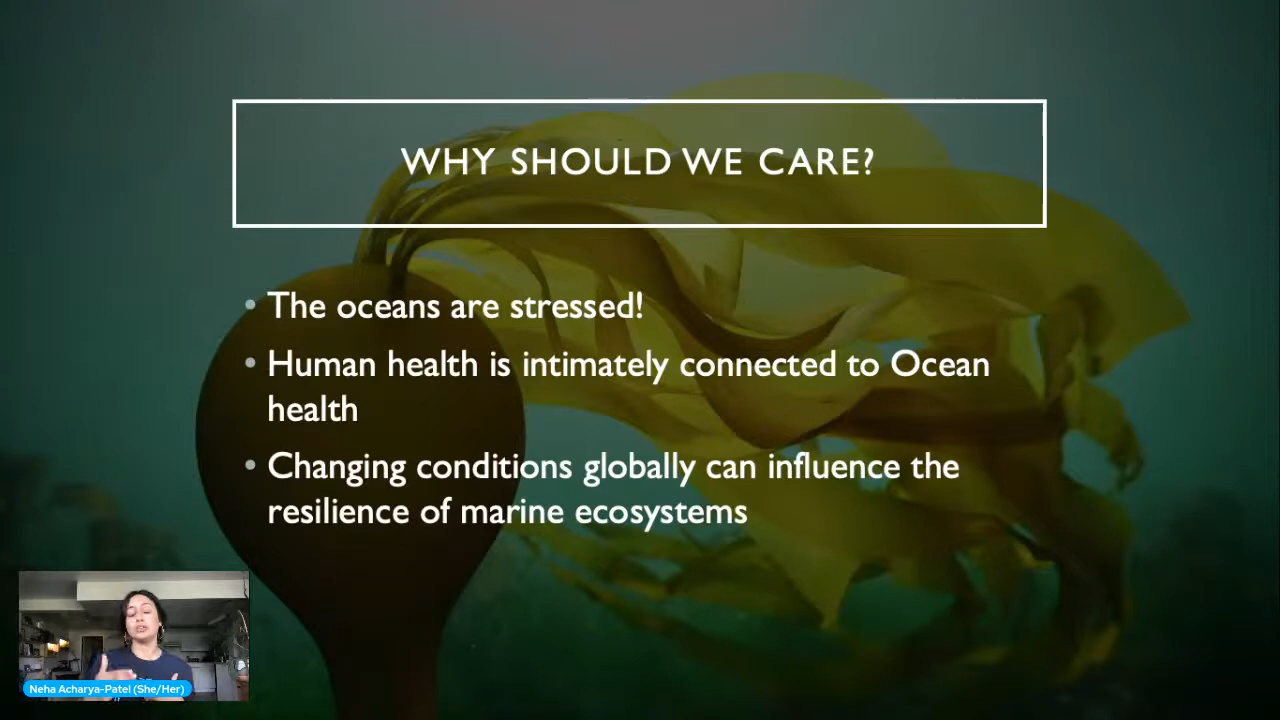 WHY SHOULD WE CARE?
• The oceans are stressed!
• Human health is intimately connected to Ocean
health
• Changing conditions globally can influence the
resilience of marine ecosystems
Neha Acharya-Patel (She/Her)